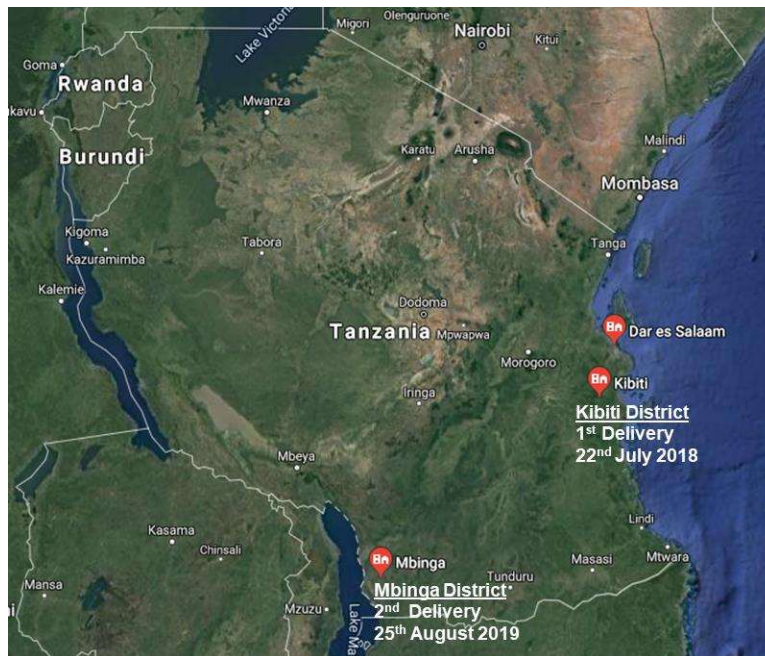 Olenguruone
Migori
Nairobi
Kitui
Lake Victoria
Goma
Rwanda
ukavu
Mwanza
Malindi
Karatu
Arusha
Burundi
Mombasa
Kigoma
Tabora
Tanga
Kazuramimba
Kalemie
Dodoma
Dar es Salaam
Tanzania
Mpwapwa
Morogoro
Kibiti
Iringa
Kibiti District
1st Delivery
22nd July 2018
Mbeya
Lindi
Kasama
Chinsali
Mbinga
Masasi
Mtwara
Mansa
Tunduru
Mbinga District
Mzuzu
2nd Delivery
25th August 2019